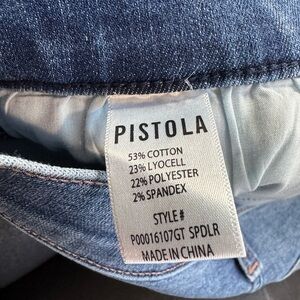 PISTOLA
53% COTTON
23% LYOCELL
22% POLYESTER
2% SPANDEX
STYLE#
P00016107GT SPDLR
MADE IN CHINA